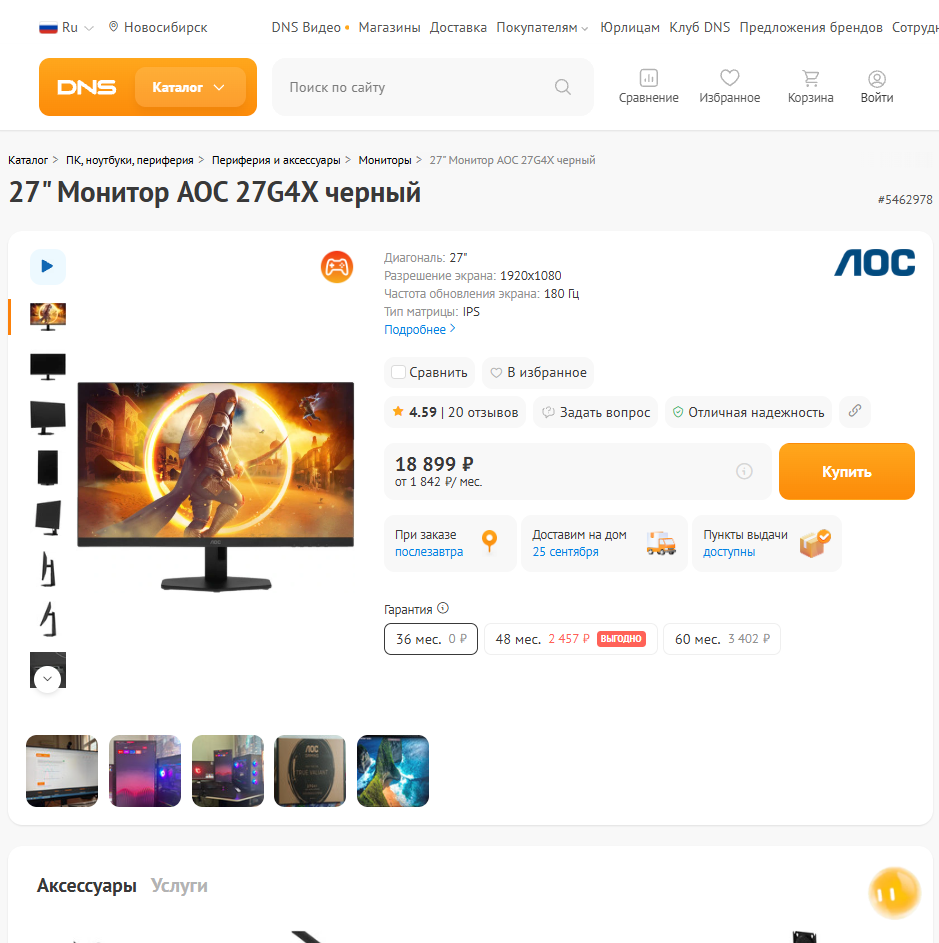 Ru
Новосибирск
DNS Видео
Магазины
Доставка
Покупателям
Юрлицам
Клуб DNS
Предложения брендов
DNS
Каталог
Поиск по сайту
Сравнение
Избранное
Корзина
Войти
Каталог > ПК, ноутбуки, периферия > Периферия и аксессуары > Мониторы > 27" Монитор AOC 27G4X черный
27" Монитор AOC 27G4X черный
#5462978
Диагональ: 27"
Разрешение экрана: 1920x1080
Частота обновления экрана: 180 Гц
Тип матрицы: IPS
Подробнее >
AOC
Сравнить
В избранное
4.59 | 20 отзывов
Задать вопрос
Отличная надежность
18 899 ₽
от 1 842 ₽/ мес.
Купить
При заказе
послезавтра
Доставим на дом
25 сентября
Пункты выдачи
доступны
Гарантия
36 мес. 0 ₽
48 мес. 2 457 ₽ ВЫГОДНО
60 мес. 3 402 ₽
AOC
Аксессуары
Услуги